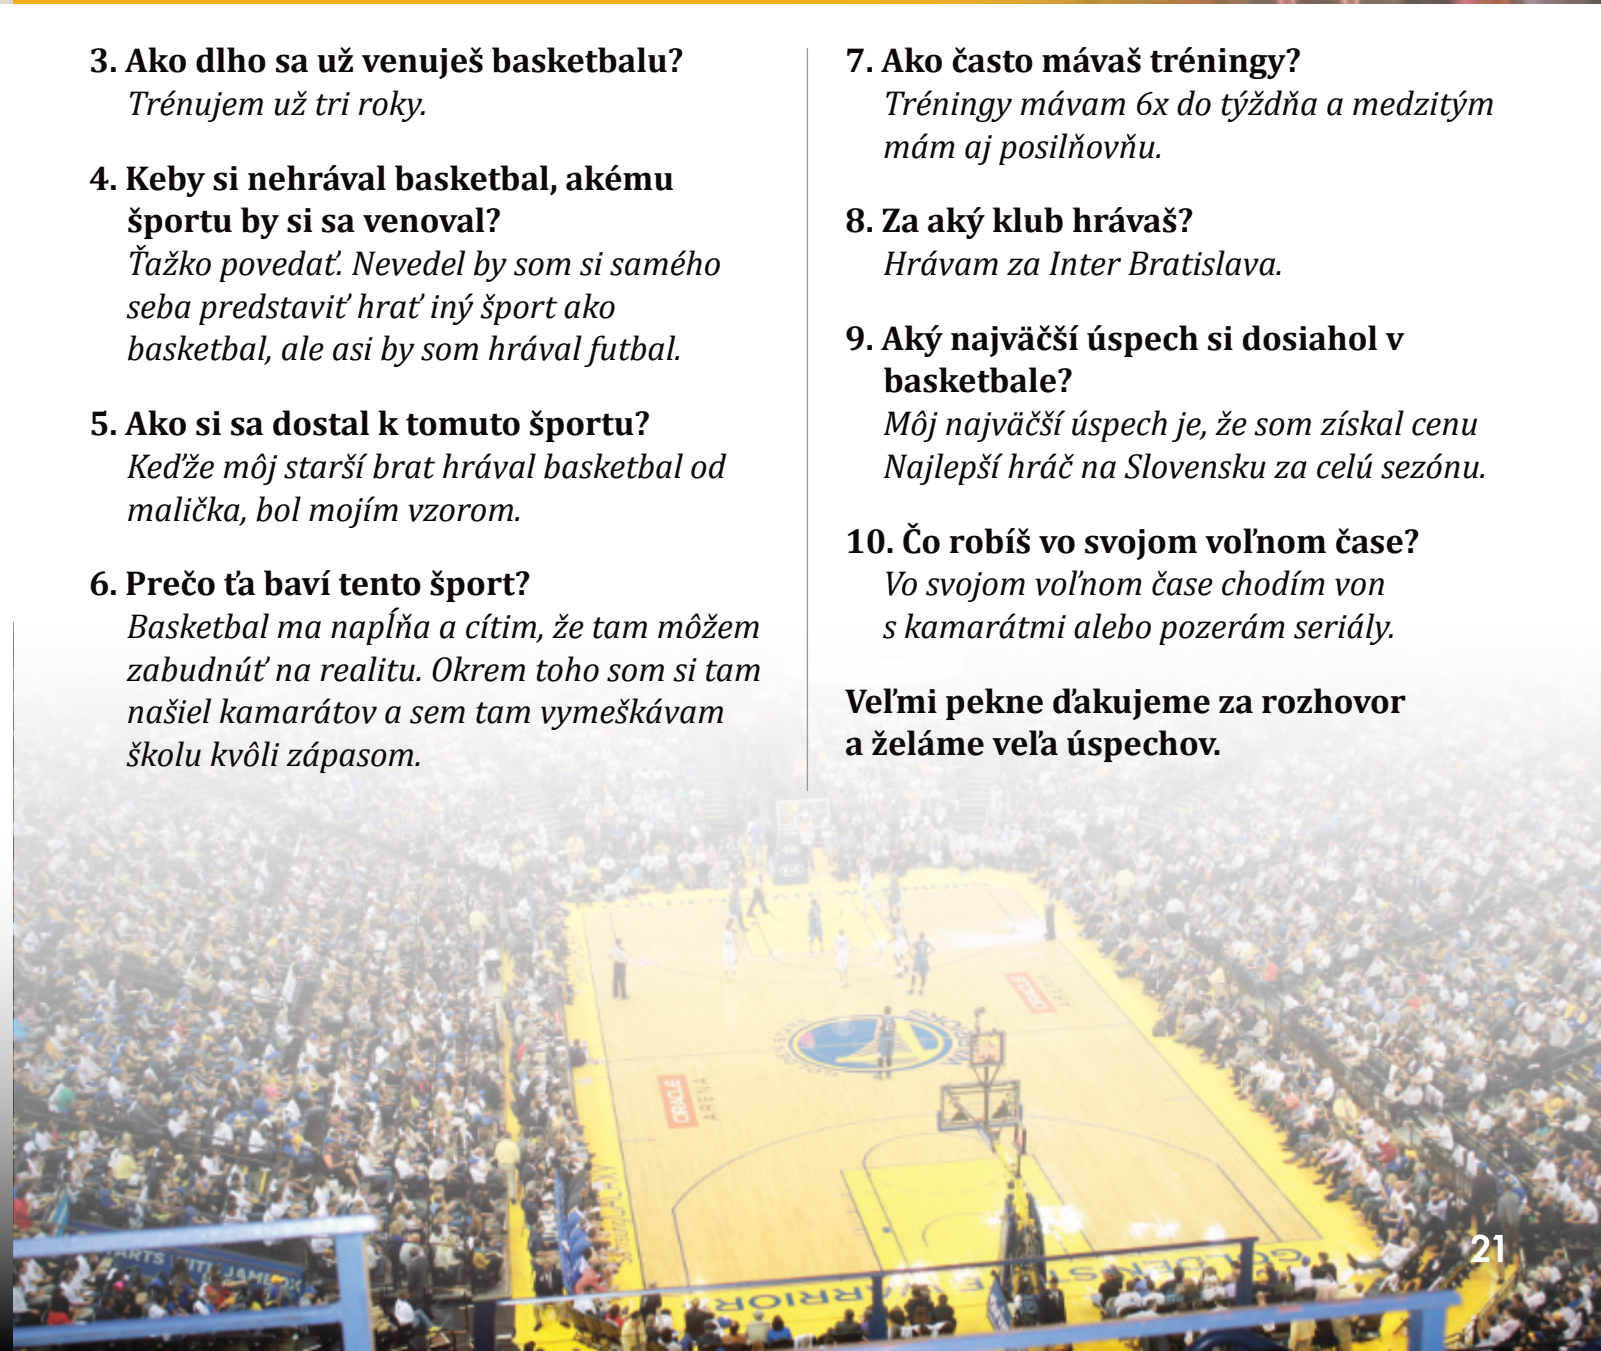 3. Ako dlho sa už venuješ basketbalu?
Trénujem už tri roky.
4. Keby si nehrával basketbal, akému
športu by si sa venoval?
Ťažko povedať. Nevedel by som si samého
seba predstaviť hrať iný šport ako
basketbal, ale asi by som hrával futbal.
5. Ako si sa dostal k tomuto športu?
Keďže môj starší brat hrával basketbal od
malička, bol mojím vzorom.
6. Prečo ťa baví tento šport?
Basketbal ma napĺňa a cítim, že tam môžem
zabudnúť na realitu. Okrem toho som si tam
našiel kamarátov a sem tam vymeškávam
školu kvôli zápasom.
7. Ako často mávaš tréningy?
Tréningy mávam 6x do týždňa a medzitým
mám aj posilňovňu.
8. Za aký klub hrávaš?
Hrávam za Inter Bratislava.
9. Aký najväčší úspech si dosiahol v
basketbale?
Môj najväčší úspech je, že som získal cenu
Najlepší hráč na Slovensku za celú sezónu.
10. Čo robíš vo svojom voľnom čase?
Vo svojom voľnom čase chodím von
s kamarátmi alebo pozerám seriály.
Veľmi pekne ďakujeme za rozhovor
a želáme veľa úspechov.
ORACLE
ARENA
21